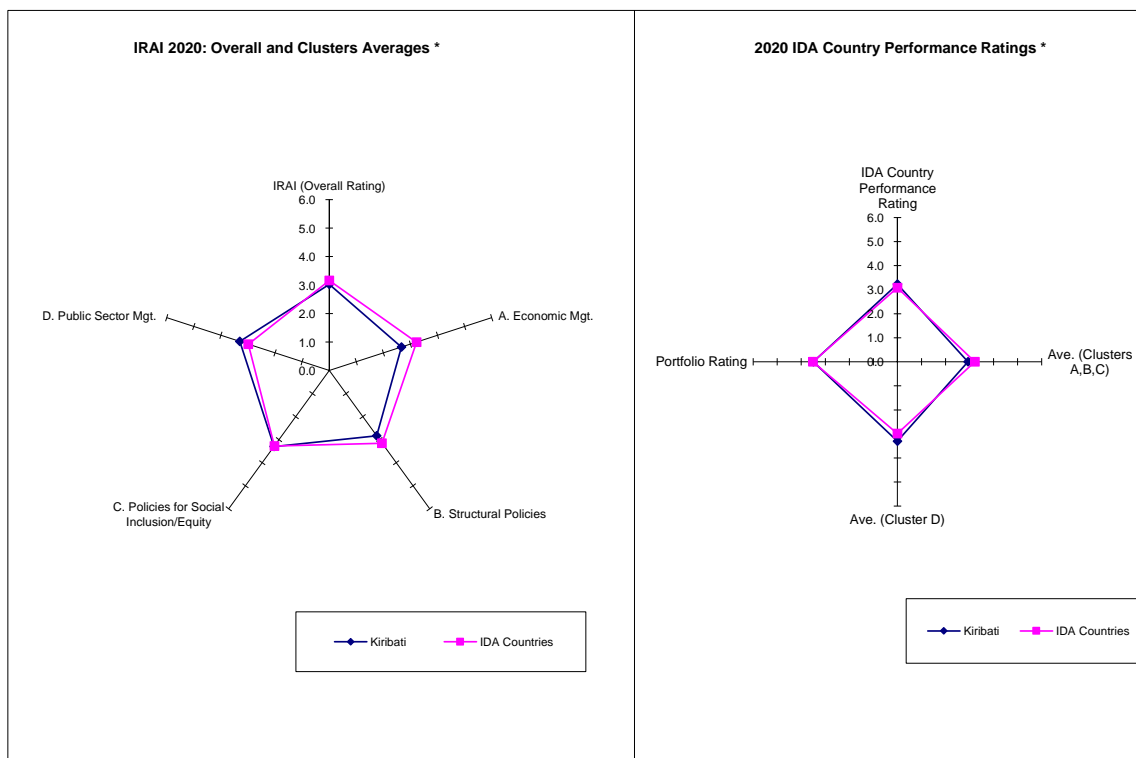 IRAI 2020: Overall and Clusters Averages *
IRAI (Overall Rating)
6.0
5.0
4.0
3.0
2.0
1.0
0.0
D. Public Sector Mgt.
A. Economic Mgt.
C. Policies for Social
Inclusion/Equity
B. Structural Policies
Kiribati
IDA Countries
2020 IDA Country Performance Ratings *
IDA Country
Performance
Rating
6.0
5.0
4.0
3.0
2.0
1.0
0.0
Portfolio Rating
Ave. (Clusters
A,B,C)
Ave. (Cluster D)
Kiribati
IDA Countries